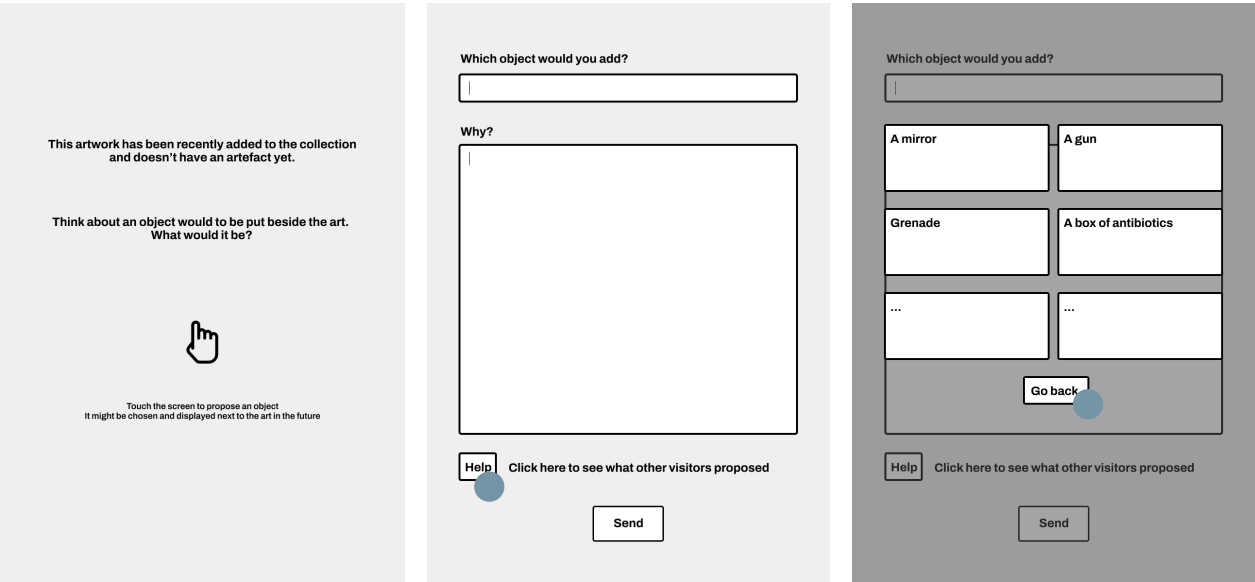 This artwork has been recently added to the collection
and doesn't have an artefact yet.
Think about an object would to be put beside the art.
What would it be?
Touch the screen to propose an object
It might be chosen and displayed next to the art in the future
Which object would you add?
Why?
Help
Click here to see what other visitors proposed
Send
Which object would you add?
A mirror
A gun
Grenade
A box of antibiotics
...
...
Go back
Help
Click here to see what other visitors proposed
Send